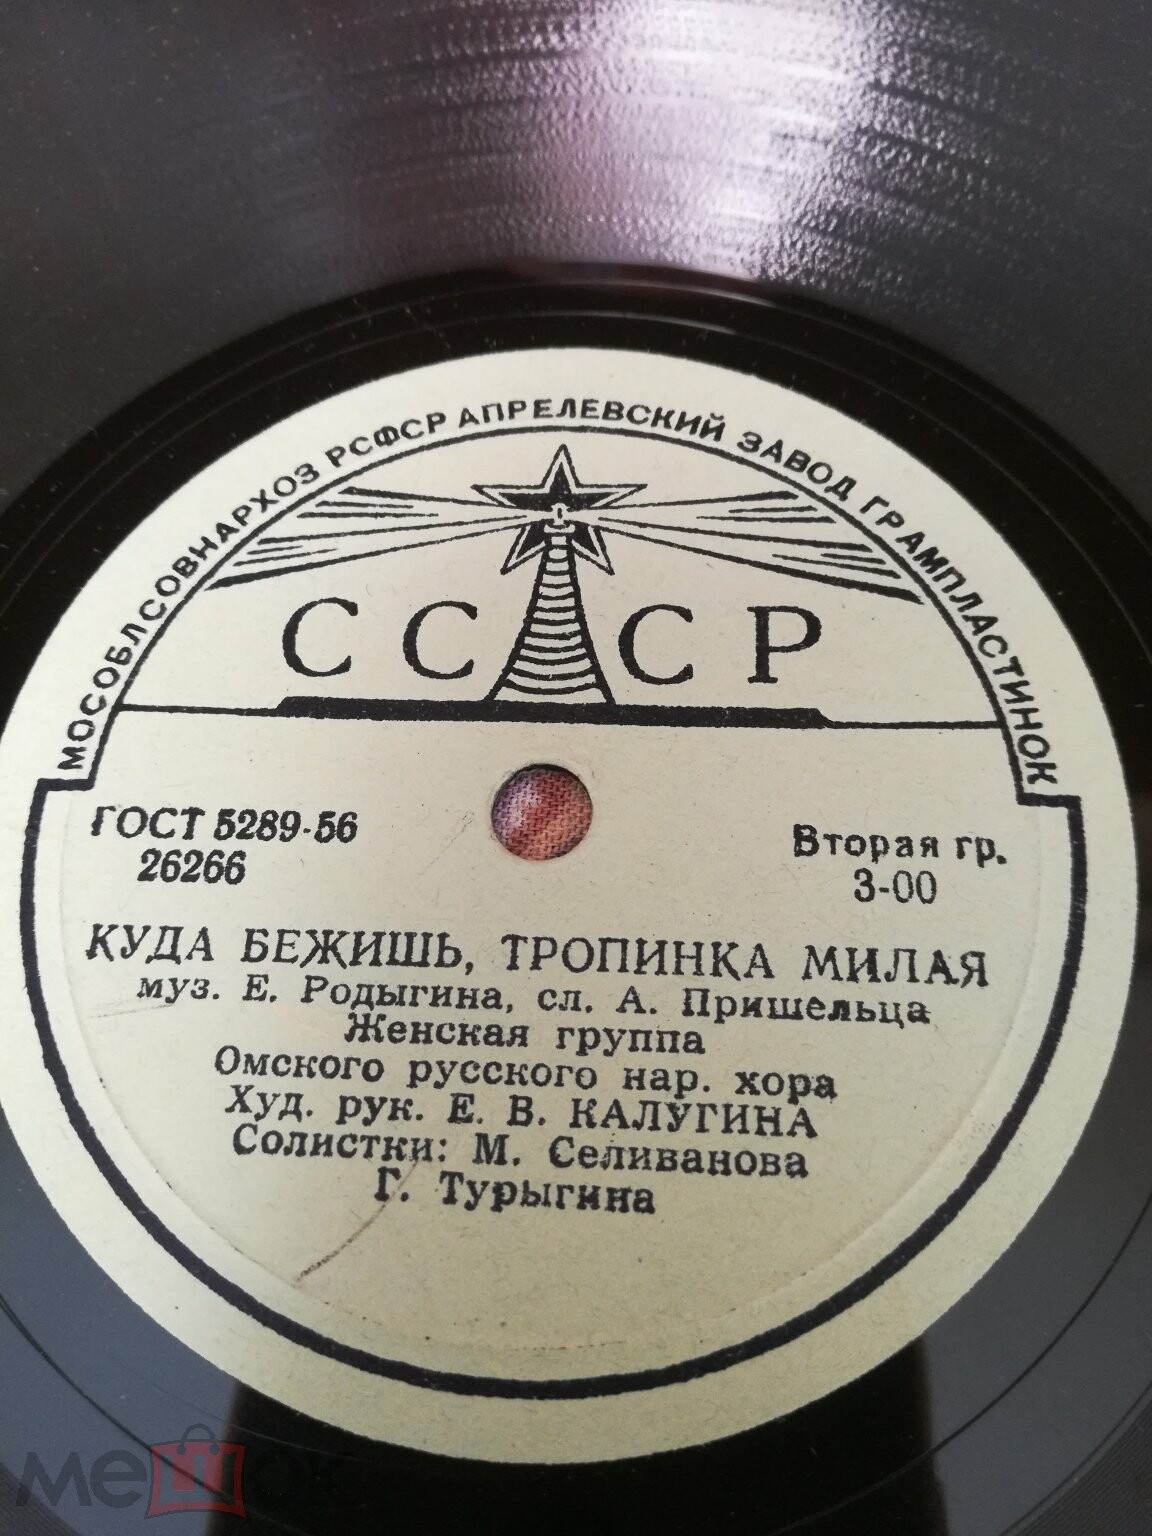 МОСОБЛСОВНАРХОЗ РСФСР АПРЕЛЕВСКИЙ ЗАВОД ГРАМПЛАСТИНОК
СССР
ГОСТ 5289-56
26266
Вторая гр.
3-00
КУДА БЕЖИШЬ, ТРОПИНКА МИЛАЯ
муз. Е. Родыгина, сл. А. Пришельца
Женская группа
Омского русского нар. хора
Худ. рук. Е. В. КАЛУГИНА
Солистки: М. Селиванова
Г. Турыгина
мешок